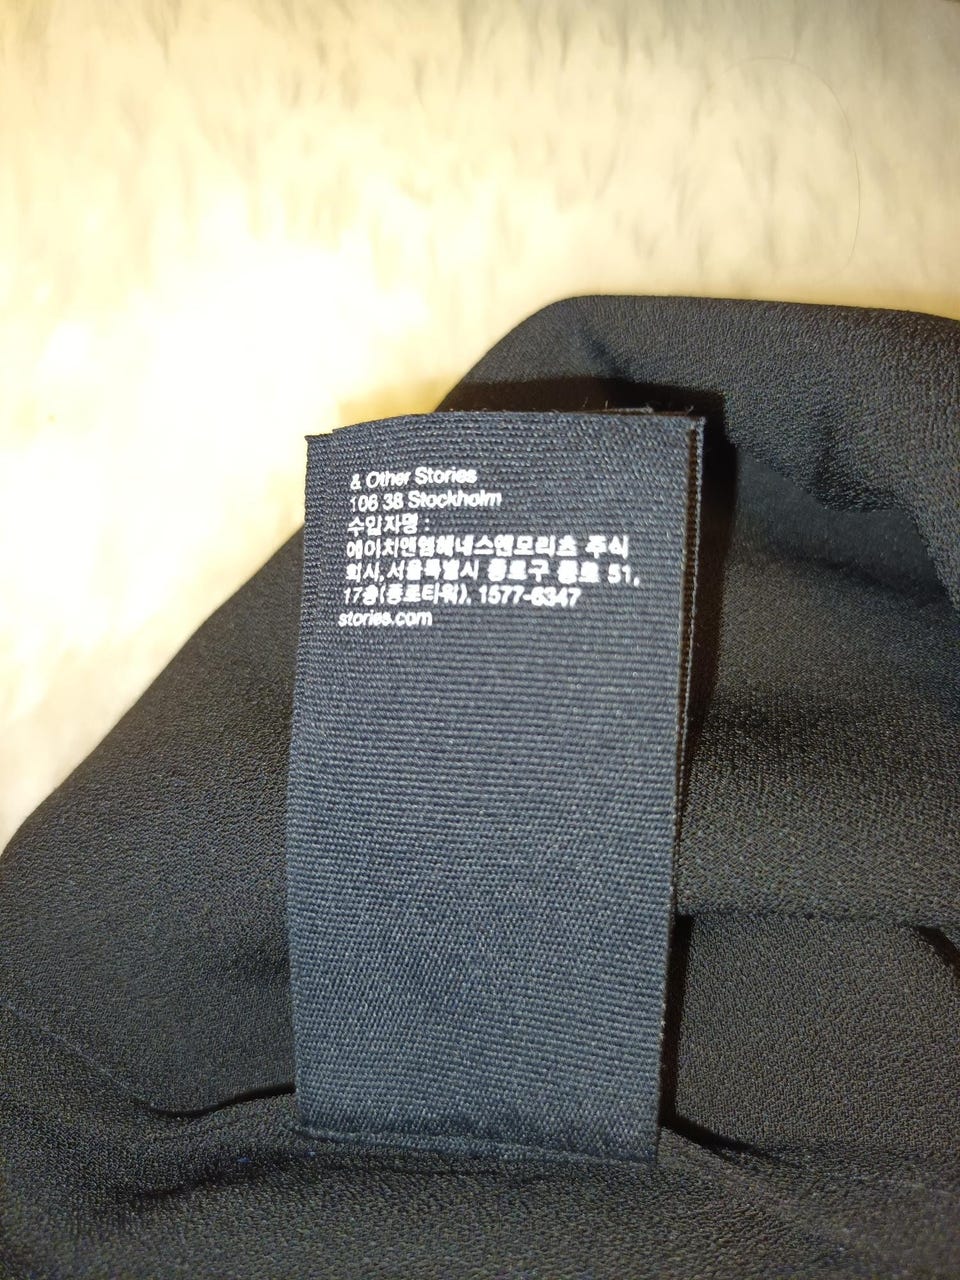 & Other Stories
106 38 Stockholm
수입자명 :
에이치앤엠헤네스앤모리츠 주식
회사, 서울특별시 종로구 종로 51,
17층(종로타워), 1577-6347
stories.com